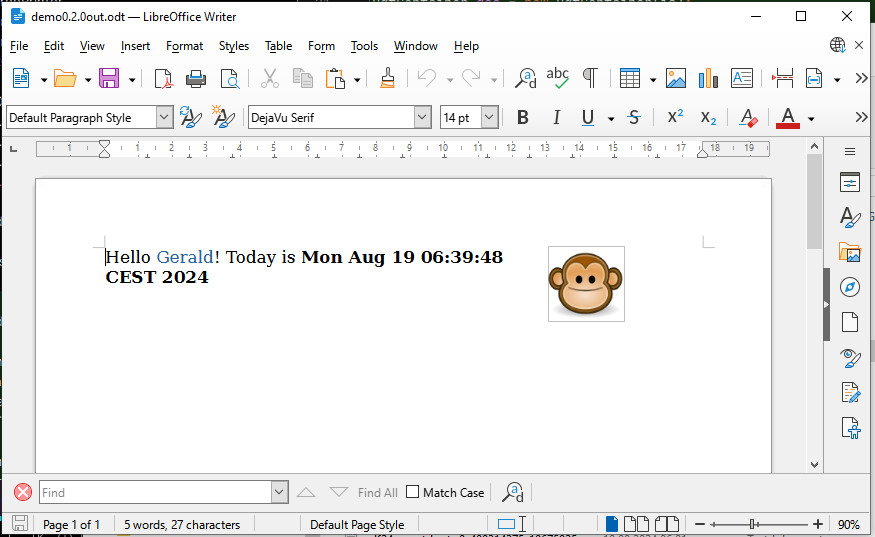 demo0.2.0out.odt — LibreOffice Writer
File Edit View Insert Format Styles Table Form Tools Window Help
abc
Default Paragraph Style DejaVu Serif 14 pt B I U S X² X₂ A A
1 1 2 3 4 5 6 7 8 9 10 11 12 13 14 15 16 17 18 19
Hello Gerald! Today is Mon Aug 19 06:39:48
CEST 2024
Find Find All Match Case
Page 1 of 1 5 words, 27 characters Default Page Style 90%